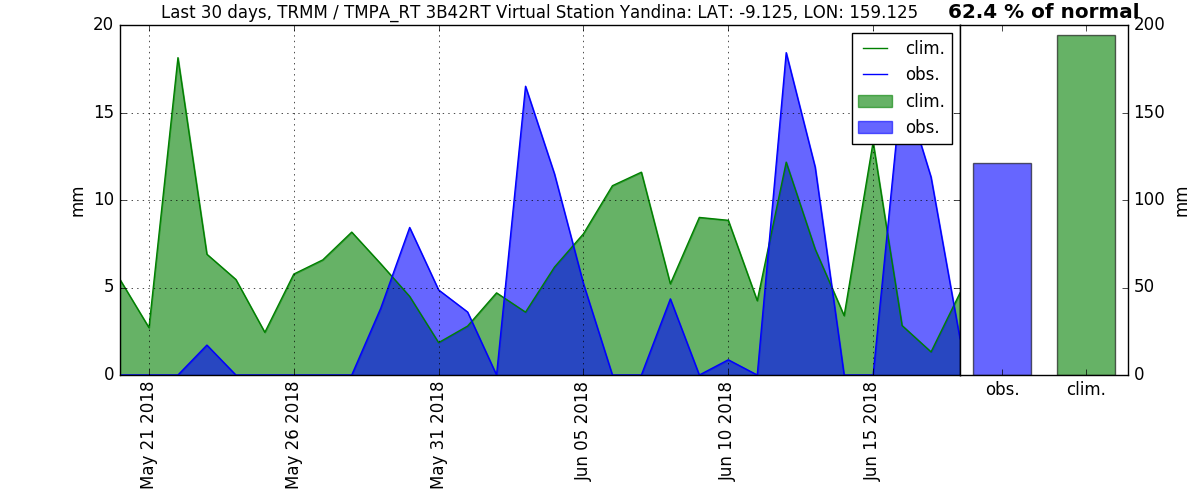 Last 30 days, TRMM / TMPA_RT 3B42RT Virtual Station Yandina: LAT: -9.125, LON: 159.125
62.4 % of normal
20
15
10
5
0
mm
clim.
obs.
clim.
obs.
200
150
100
50
0
mm
obs.
clim.
May 21 2018
May 26 2018
May 31 2018
Jun 05 2018
Jun 10 2018
Jun 15 2018